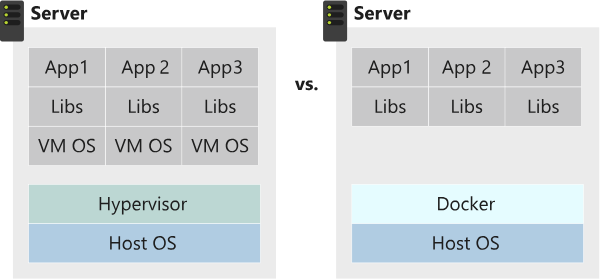 Server
App1 App 2 App3
Libs Libs Libs
VM OS VM OS VM OS
Hypervisor
Host OS
vs.
Server
App1 App 2 App3
Libs Libs Libs
Docker
Host OS